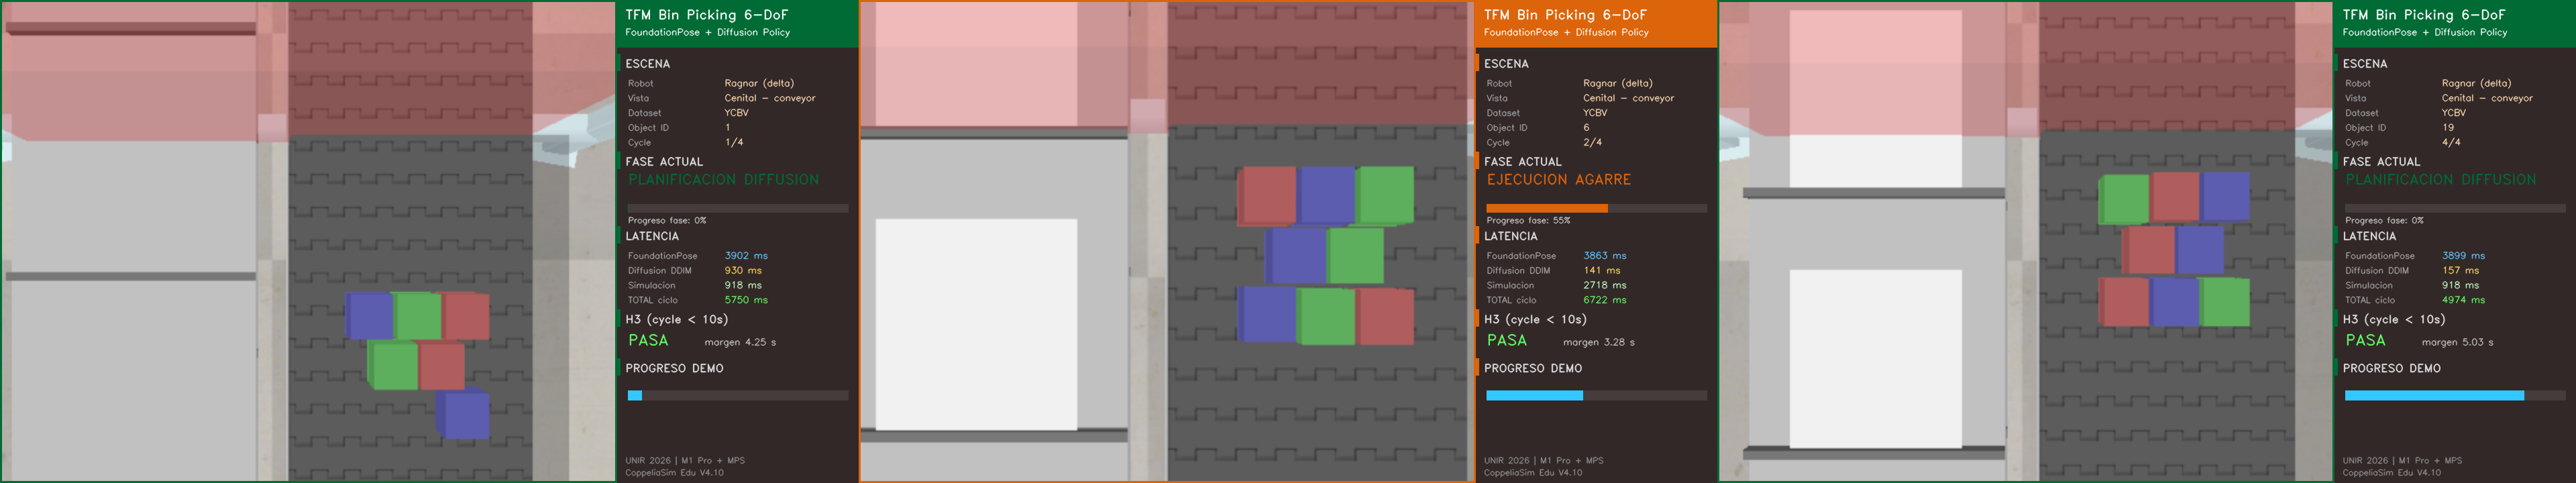 TFM Bin Picking 6-DoF
FoundationPose + Diffusion Policy
ESCENA
Robot Ragnar (delta)
Vista Cenital - conveyor
Dataset YCBV
Object ID 1
Cycle 1/4
FASE ACTUAL
PLANIFICACION DIFFUSION
Progreso fase: 0%
LATENCIA
FoundationPose 3902 ms
Diffusion DDIM 930 ms
Simulacion 918 ms
TOTAL ciclo 5750 ms
H3 (cycle < 10s)
PASA margen 4.25 s
PROGRESO DEMO
UNIR 2026 | M1 Pro + MPS
CoppeliaSim Edu V4.10
TFM Bin Picking 6-DoF
FoundationPose + Diffusion Policy
ESCENA
Robot Ragnar (delta)
Vista Cenital - conveyor
Dataset YCBV
Object ID 6
Cycle 2/4
FASE ACTUAL
EJECUCION AGARRE
Progreso fase: 55%
LATENCIA
FoundationPose 3863 ms
Diffusion DDIM 141 ms
Simulacion 2718 ms
TOTAL ciclo 6722 ms
H3 (cycle < 10s)
PASA margen 3.28 s
PROGRESO DEMO
UNIR 2026 | M1 Pro + MPS
CoppeliaSim Edu V4.10
TFM Bin Picking 6-DoF
FoundationPose + Diffusion Policy
ESCENA
Robot Ragnar (delta)
Vista Cenital - conveyor
Dataset YCBV
Object ID 19
Cycle 4/4
FASE ACTUAL
PLANIFICACION DIFFUSION
Progreso fase: 0%
LATENCIA
FoundationPose 3899 ms
Diffusion DDIM 157 ms
Simulacion 918 ms
TOTAL ciclo 4974 ms
H3 (cycle < 10s)
PASA margen 5.03 s
PROGRESO DEMO
UNIR 2026 | M1 Pro + MPS
CoppeliaSim Edu V4.10